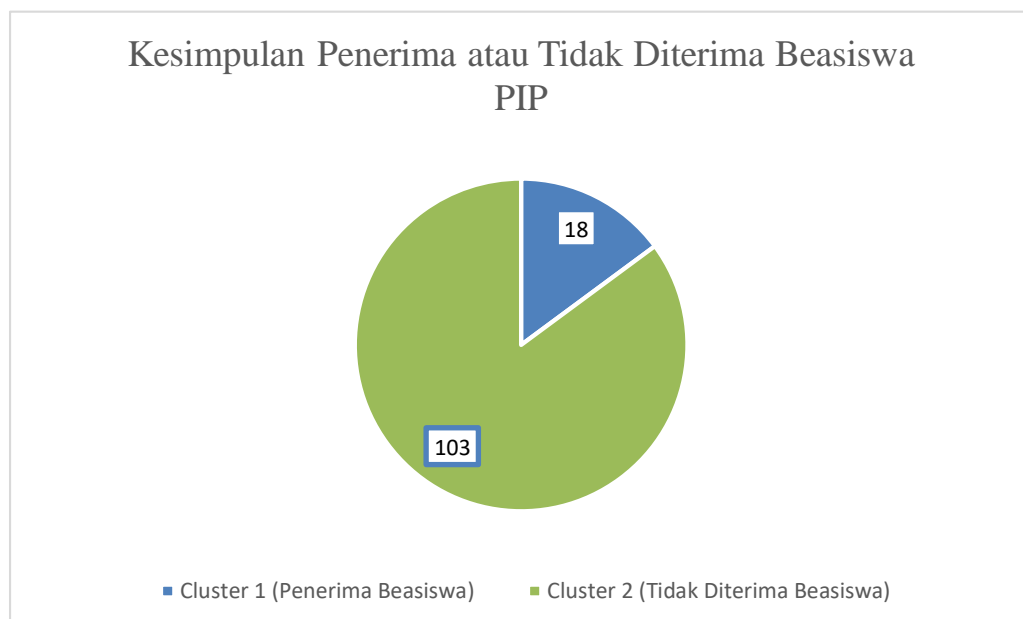 Kesimpulan Penerima atau Tidak Diterima Beasiswa
PIP
18
103
Cluster 1 (Penerima Beasiswa)
Cluster 2 (Tidak Diterima Beasiswa)